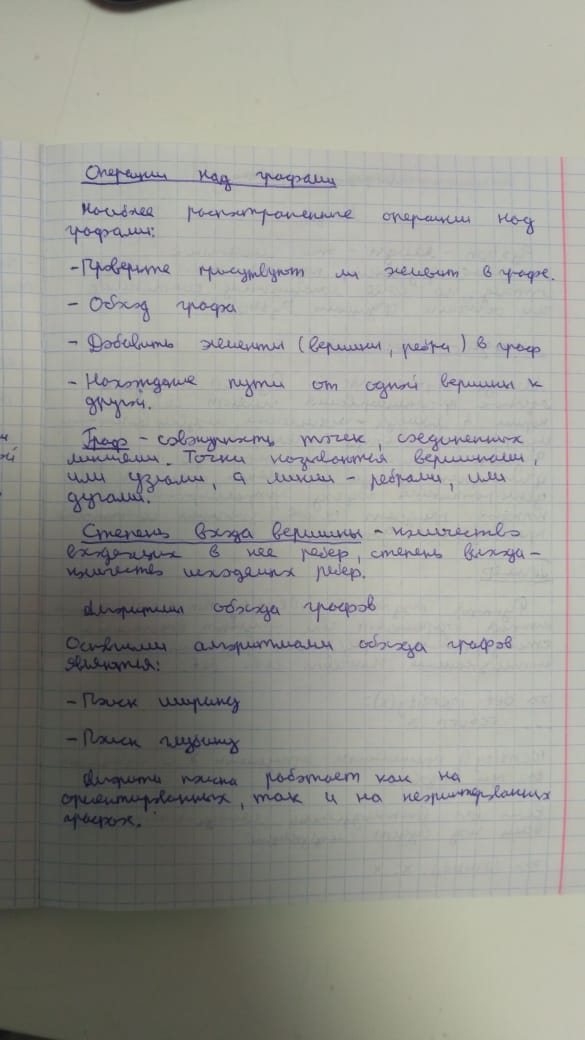 Операции над графами
Наиболее распространенные операции над
графами:
- Проверить присутвуют ли элемент в графе.
- Обход графа
- Добавить элементы (вершины, ребра) в граф
- Нахождение пути от одной вершины к
другой.
Граф - совокупность точек, соединенных
линиями. Точки называются вершинами,
или узлами, а линии - ребрами, или
дугами.
Степень входа вершины - количество
входящих в нее ребер, степень выхода -
количество исходящих ребер.
Алгоритмы обхода графов
Основными алгоритмами обхода графов
являются:
- Поиск ширину
- Поиск глубину
Алгоритм поиска работает как на
ориентированных, так и на неориентированных
графах.